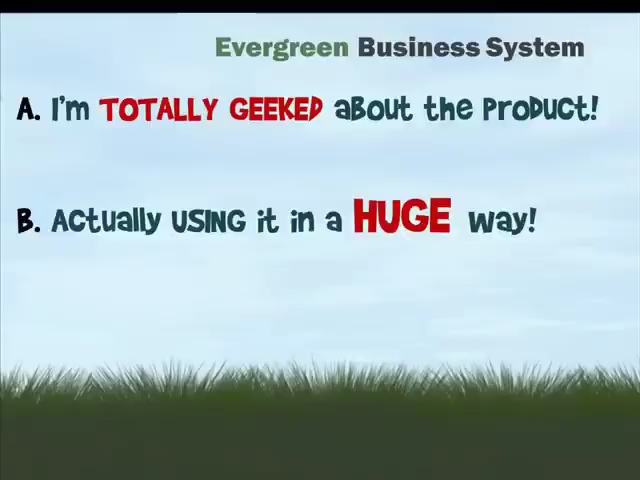 Evergreen Business System
A. I'm TOTALLY GEEKED about the product!
B. Actually USING it in a HUGE way!